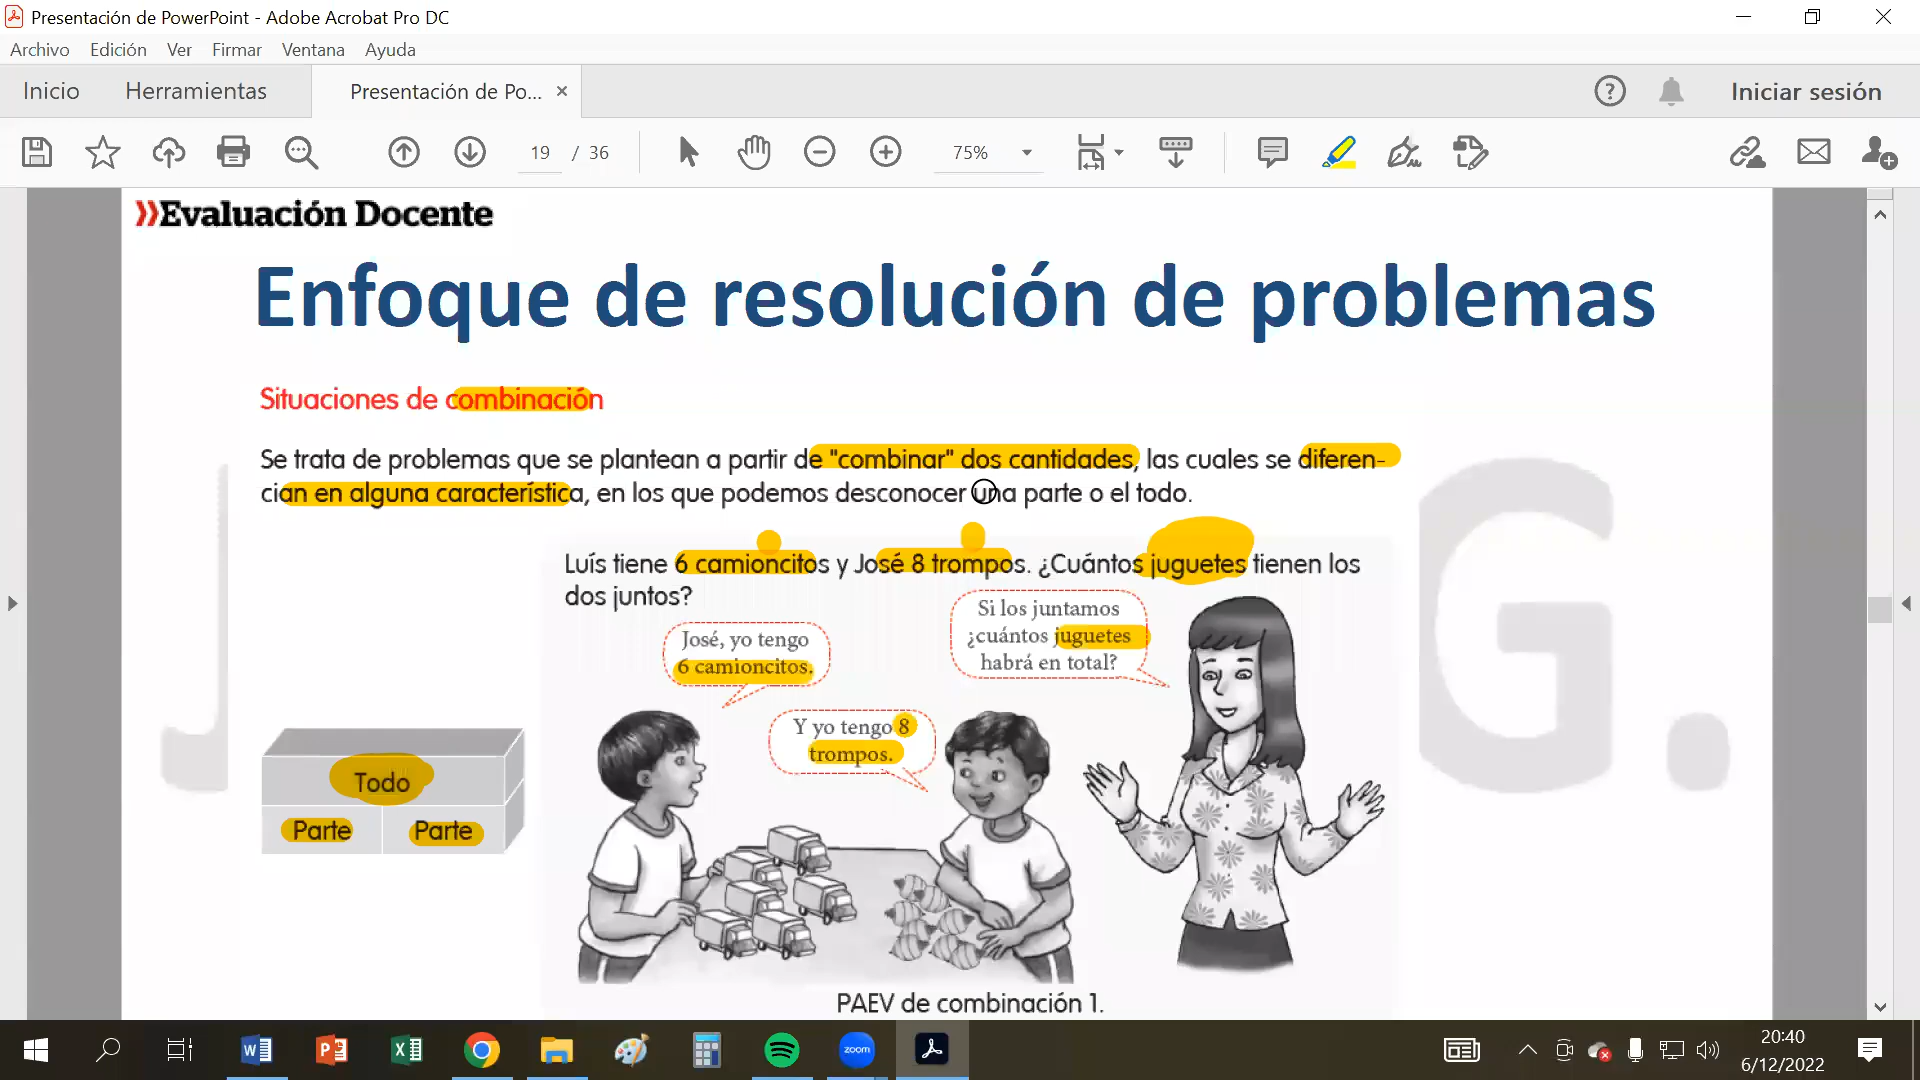 Presentación de PowerPoint - Adobe Acrobat Pro DC
Archivo Edición Ver Firmar Ventana Ayuda
Inicio Herramientas Presentación de Po... × Iniciar sesión
19 / 36 75%
»Evaluación Docente
Enfoque de resolución de problemas
Situaciones de combinación
Se trata de problemas que se plantean a partir de "combinar" dos cantidades, las cuales se diferen-
cian en alguna característica, en los que podemos desconocer una parte o el todo.
Luís tiene 6 camioncitos y José 8 trompos. ¿Cuántos juguetes tienen los
dos juntos?
José, yo tengo
6 camioncitos.
Si los juntamos
¿cuántos juguetes
habrá en total?
Y yo tengo 8
trompos.
Todo
Parte Parte
PAEV de combinación 1.
J G.
zoom
20:40
6/12/2022